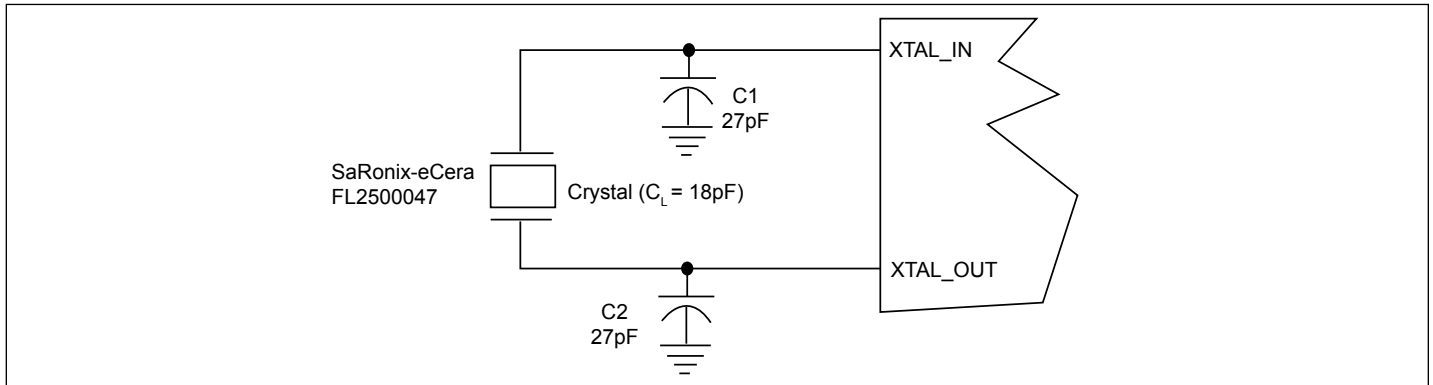 XTAL_IN
C1
27pF
SaRonix-eCera
FL2500047
Crystal (CL = 18pF)
XTAL_OUT
C2
27pF